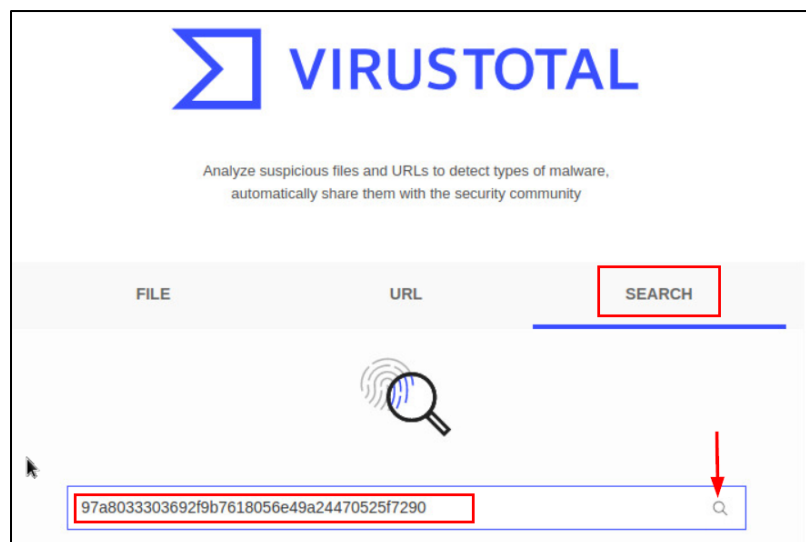 VIRUSTOTAL
Analyze suspicious files and URLs to detect types of malware,
automatically share them with the security community
FILE URL SEARCH
97a8033303692f9b7618056e49a24470525f7290